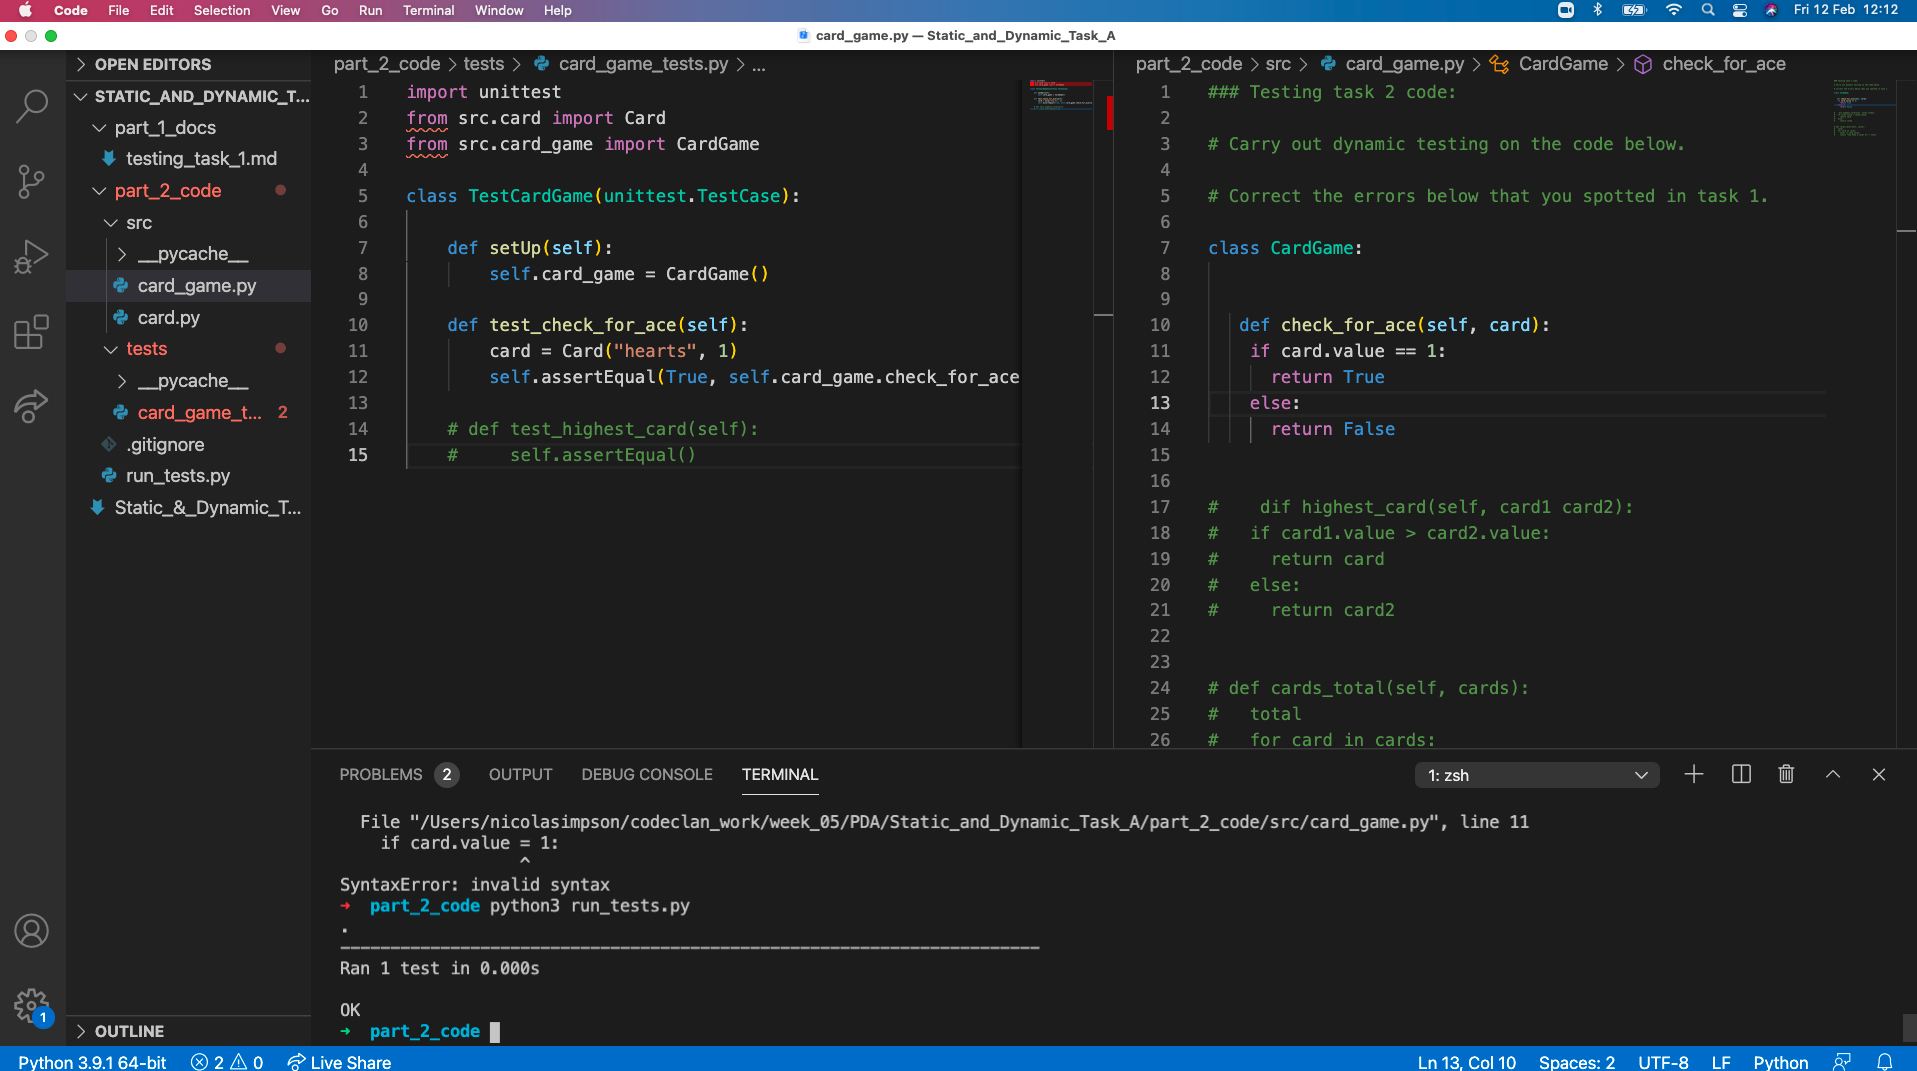 Code File Edit Selection View Go Run Terminal Window Help Fri 12 Feb 12:12
card_game.py — Static_and_Dynamic_Task_A
OPEN EDITORS
STATIC_AND_DYNAMIC_T...
part_1_docs
testing_task_1.md
part_2_code
src
__pycache__
card_game.py
card.py
tests
__pycache__
card_game_t... 2
.gitignore
run_tests.py
Static_&_Dynamic_T...
OUTLINE
1
part_2_code > tests > card_game_tests.py > ...
1 import unittest
2 from src.card import Card
3 from src.card_game import CardGame
4
5 class TestCardGame(unittest.TestCase):
6
7 def setUp(self):
8 self.card_game = CardGame()
9
10 def test_check_for_ace(self):
11 card = Card("hearts", 1)
12 self.assertEqual(True, self.card_game.check_for_ace
13
14 # def test_highest_card(self):
15 # self.assertEqual()
part_2_code > src > card_game.py > CardGame > check_for_ace
1 ### Testing task 2 code:
2
3 # Carry out dynamic testing on the code below.
4
5 # Correct the errors below that you spotted in task 1.
6
7 class CardGame:
8
9
10 def check_for_ace(self, card):
11 if card.value == 1:
12 return True
13 else:
14 return False
15
16
17 # dif highest_card(self, card1 card2):
18 # if card1.value > card2.value:
19 # return card
20 # else:
21 # return card2
22
23
24 # def cards_total(self, cards):
25 # total
26 # for card in cards:
PROBLEMS 2 OUTPUT DEBUG CONSOLE TERMINAL 1: zsh
File "/Users/nicolasimpson/codeclan_work/week_05/PDA/Static_and_Dynamic_Task_A/part_2_code/src/card_game.py", line 11
if card.value = 1:
^
SyntaxError: invalid syntax
→ part_2_code python3 run_tests.py
.
----------------------------------------------------------------------
Ran 1 test in 0.000s
OK
→ part_2_code
Python 3.9.1 64-bit 2 0 Live Share Ln 13, Col 10 Spaces: 2 UTF-8 LF Python